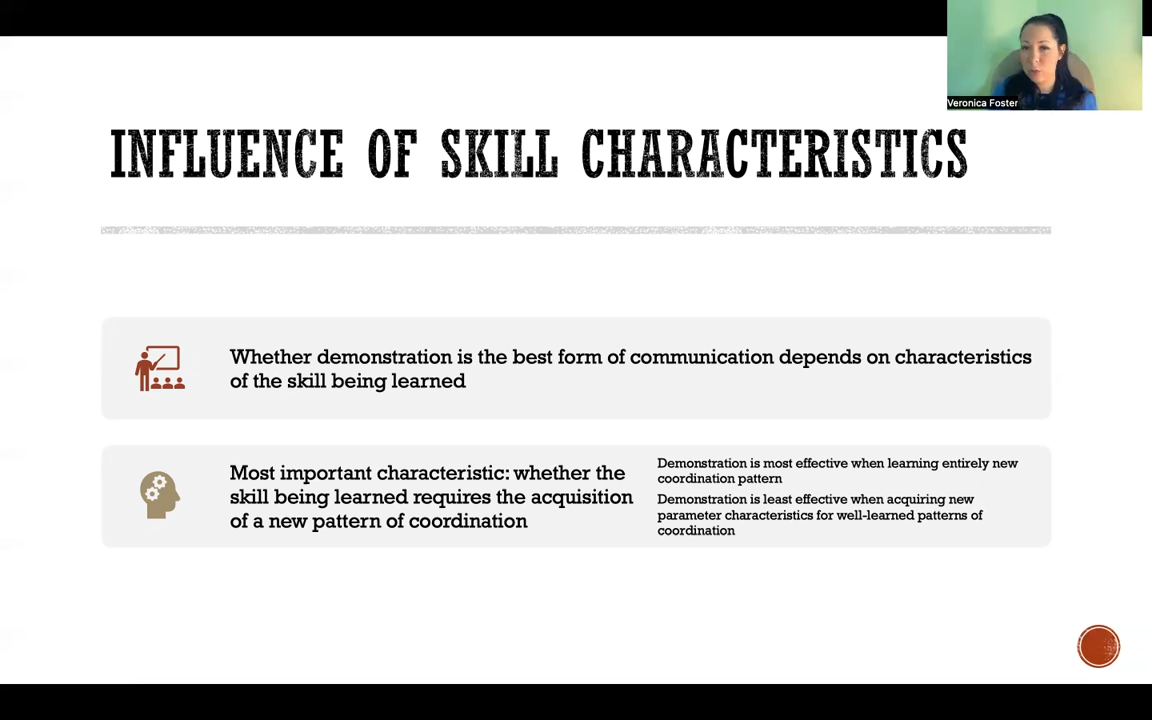 Veronica Foster
INFLUENCE OF SKILL CHARACTERISTICS
Whether demonstration is the best form of communication depends on characteristics
of the skill being learned
Most important characteristic: whether the
skill being learned requires the acquisition
of a new pattern of coordination
Demonstration is most effective when learning entirely new
coordination pattern
Demonstration is least effective when acquiring new
parameter characteristics for well-learned patterns of
coordination